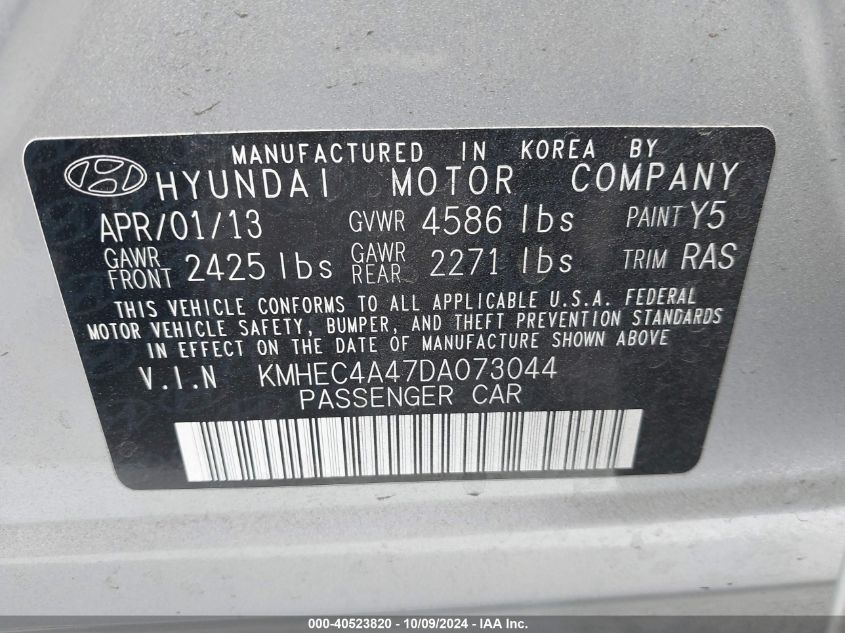 MANUFACTURED IN KOREA BY
HYUNDAI MOTOR COMPANY
APR/01/13 GVWR 4586 lbs PAINT Y5
GAWR FRONT 2425 lbs GAWR REAR 2271 lbs TRIM RAS
THIS VEHICLE CONFORMS TO ALL APPLICABLE U.S.A. FEDERAL
MOTOR VEHICLE SAFETY, BUMPER, AND THEFT PREVENTION STANDARDS
IN EFFECT ON THE DATE OF MANUFACTURE SHOWN ABOVE.
V.I.N KMHEC4A47DA073044
PASSENGER CAR
000-40523820 - 10/09/2024 - IAA Inc.